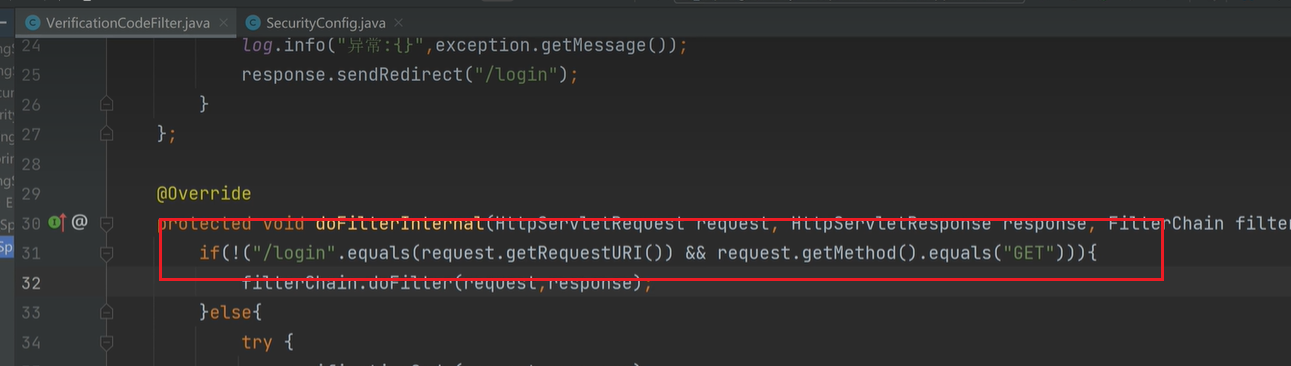 VerificationCodeFilter.java
SecurityConfig.java
24 log.info("异常:{}",exception.getMessage());
25 response.sendRedirect("/login");
26 }
27 };
28
29 @Override
30 protected void doFilterInternal(HttpServletRequest request, HttpServletResponse response, FilterChain filter
31 if(!("/login".equals(request.getRequestURI()) && request.getMethod().equals("GET"))){
32 filterChain.doFilter(request,response);
33 }else{
34 try {